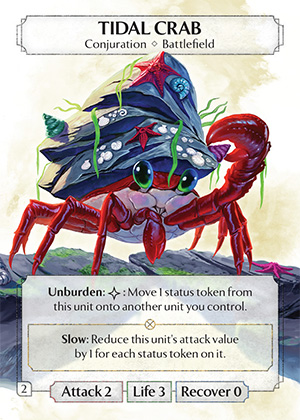 TIDAL CRAB
Conjuration ⟐ Battlefield
Unburden: ✧ : Move 1 status token from
this unit onto another unit you control.
Slow: Reduce this unit's attack value
by 1 for each status token on it.
2
Attack 2 Life 3 Recover 0